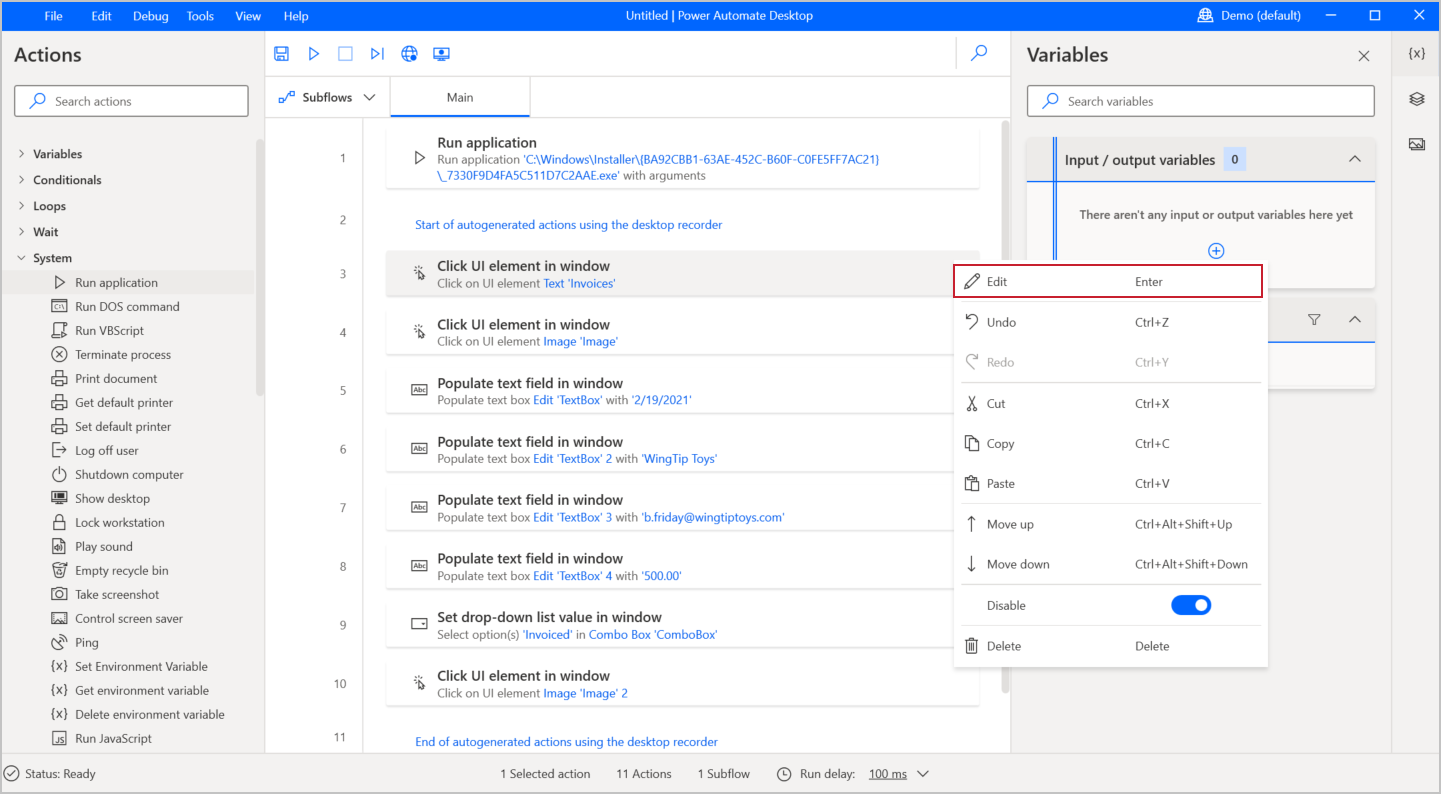 File Edit Debug Tools View Help
Untitled | Power Automate Desktop
Demo (default)
Actions
Search actions
Variables
Conditionals
Loops
Wait
System
Run application
Run DOS command
Run VBScript
Terminate process
Print document
Get default printer
Set default printer
Log off user
Shutdown computer
Show desktop
Lock workstation
Play sound
Empty recycle bin
Take screenshot
Control screen saver
Ping
{x} Set Environment Variable
{x} Get environment variable
{x} Delete environment variable
JS Run JavaScript
Subflows
Main
1
Run application
Run application 'C:\Windows\Installer\{BA92CBB1-63AE-452C-B60F-C0FE5FF7AC21}
\_7330F9D4FA5C511D7C2AAE.exe' with arguments
2
Start of autogenerated actions using the desktop recorder
3
Click UI element in window
Click on UI element Text 'Invoices'
4
Click UI element in window
Click on UI element Image 'Image'
5
Abc
Populate text field in window
Populate text box Edit 'TextBox' with '2/19/2021'
6
Abc
Populate text field in window
Populate text box Edit 'TextBox' 2 with 'WingTip Toys'
7
Abc
Populate text field in window
Populate text box Edit 'TextBox' 3 with 'b.friday@wingtiptoys.com'
8
Abc
Populate text field in window
Populate text box Edit 'TextBox' 4 with '500.00'
9
Set drop-down list value in window
Select option(s) 'Invoiced' in Combo Box 'ComboBox'
10
Click UI element in window
Click on UI element Image 'Image' 2
11
End of autogenerated actions using the desktop recorder
Variables
{x}
Search variables
Input / output variables 0
There aren't any input or output variables here yet
Edit Enter
Undo Ctrl+Z
Redo Ctrl+Y
Cut Ctrl+X
Copy Ctrl+C
Paste Ctrl+V
Move up Ctrl+Alt+Shift+Up
Move down Ctrl+Alt+Shift+Down
Disable
Delete Delete
Status: Ready
1 Selected action
11 Actions
1 Subflow
Run delay: 100 ms